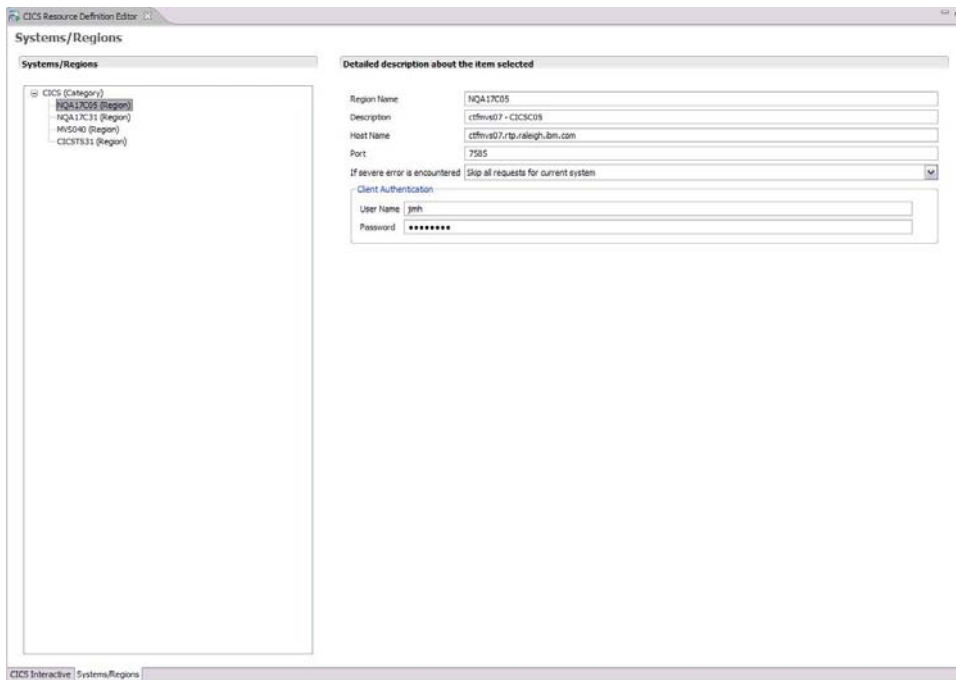 CICS Resource Definition Editor
Systems/Regions
Systems/Regions
CICS (Category)
NQA17C05 (Region)
NQA17C31 (Region)
MVS040 (Region)
CICSTS31 (Region)
Detailed description about the item selected
Region Name NQA17C05
Description ctfmvs07 - CICSC05
Host Name ctfmvs07.rtp.raleigh.ibm.com
Port 7585
If severe error is encountered Skip all requests for current system
Client Authentication
User Name jmh
Password ••••••••
CICS Interactive Systems/Regions